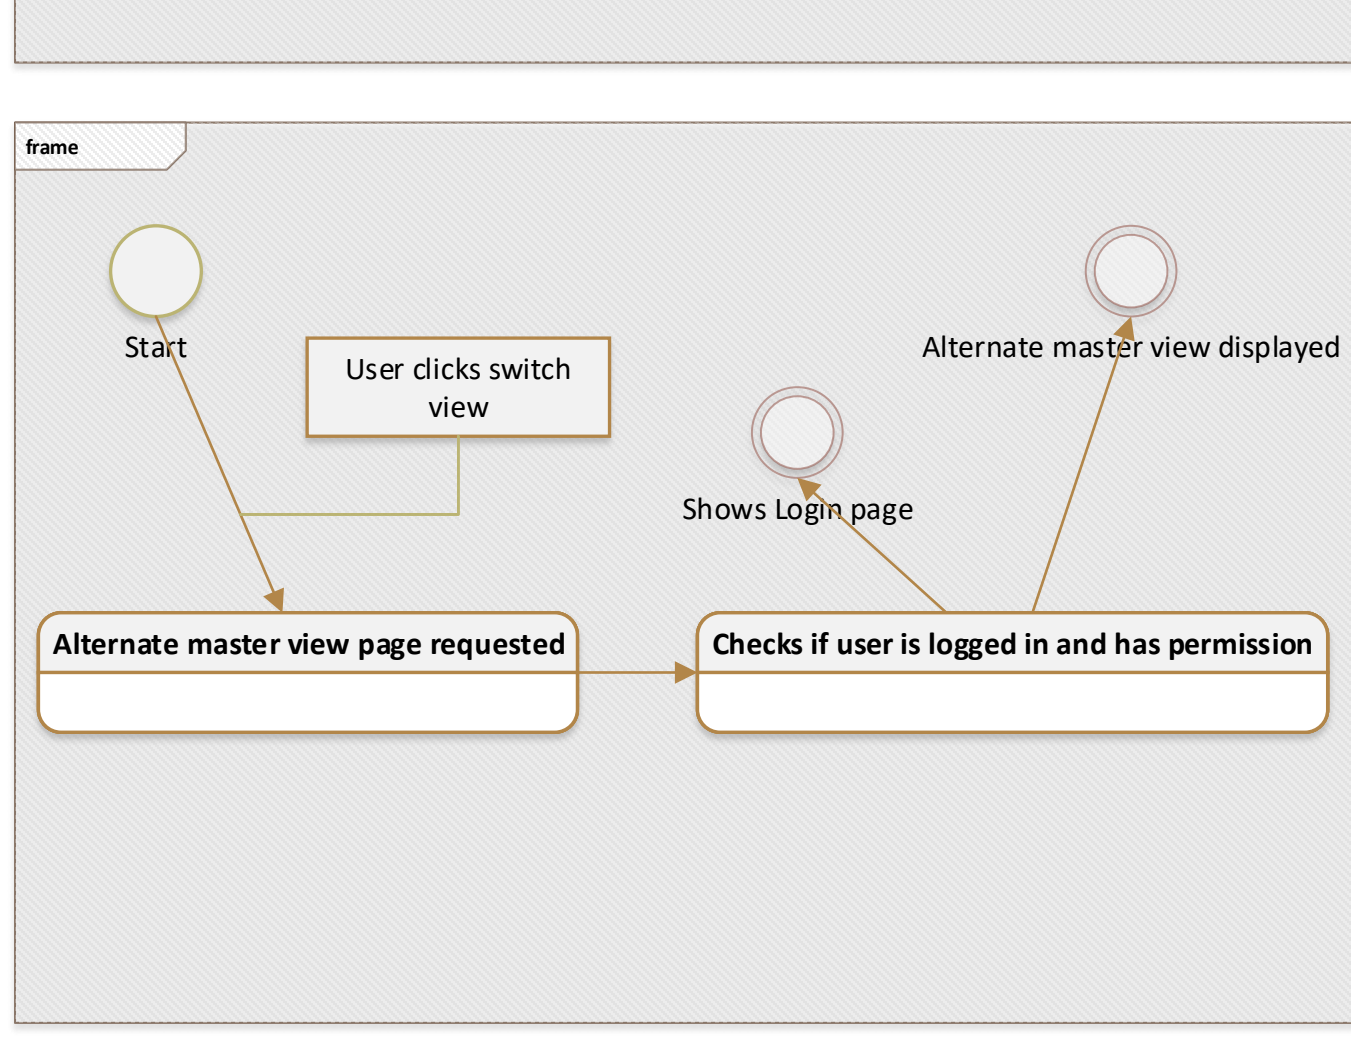 frame
Start
User clicks switch
view
Alternate master view displayed
Shows Login page
Alternate master view page requested
Checks if user is logged in and has permission